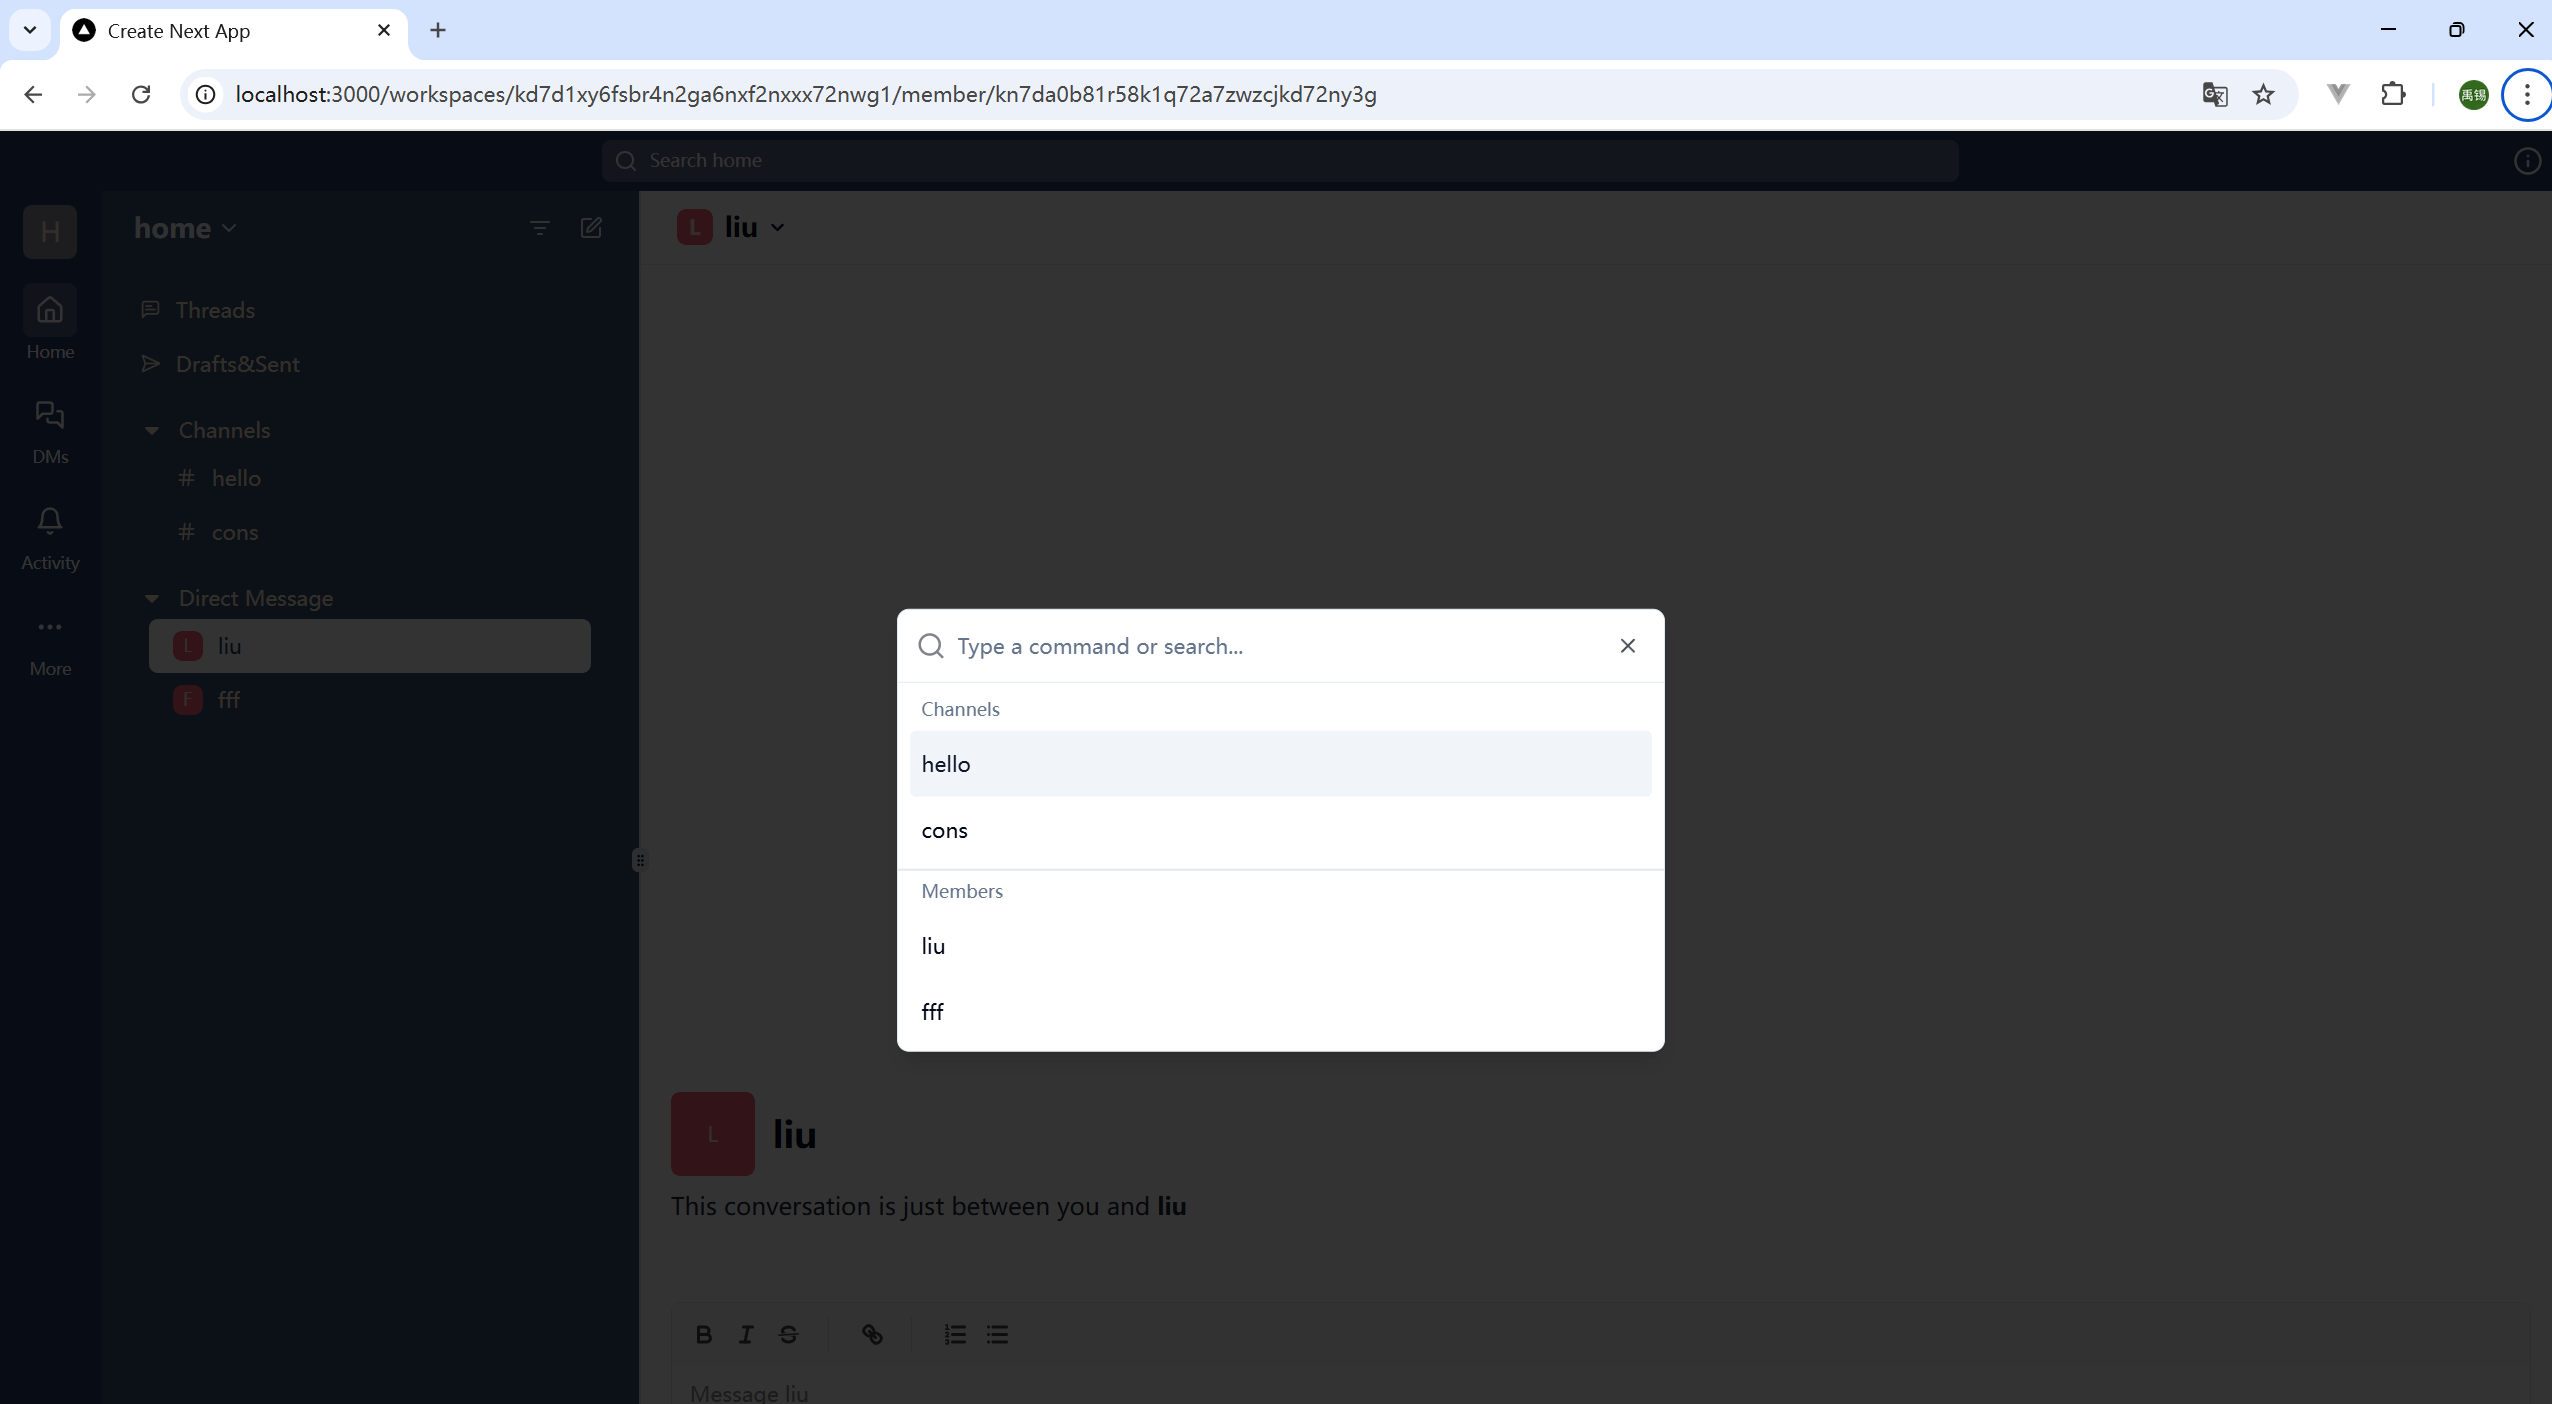 Create Next App
localhost:3000/workspaces/kd7d1xy6fsbr4n2ga6nxf2nxxx72nwg1/member/kn7da0b81r58k1q72a7zwzcjkd72ny3g
禹锡
Search home
H
home
L liu
Home
Threads
Drafts&Sent
DMs
Channels
# hello
# cons
Activity
Direct Message
L liu
More
F fff
Type a command or search...
Channels
hello
cons
Members
liu
fff
L
liu
This conversation is just between you and liu
B I S
Message liu